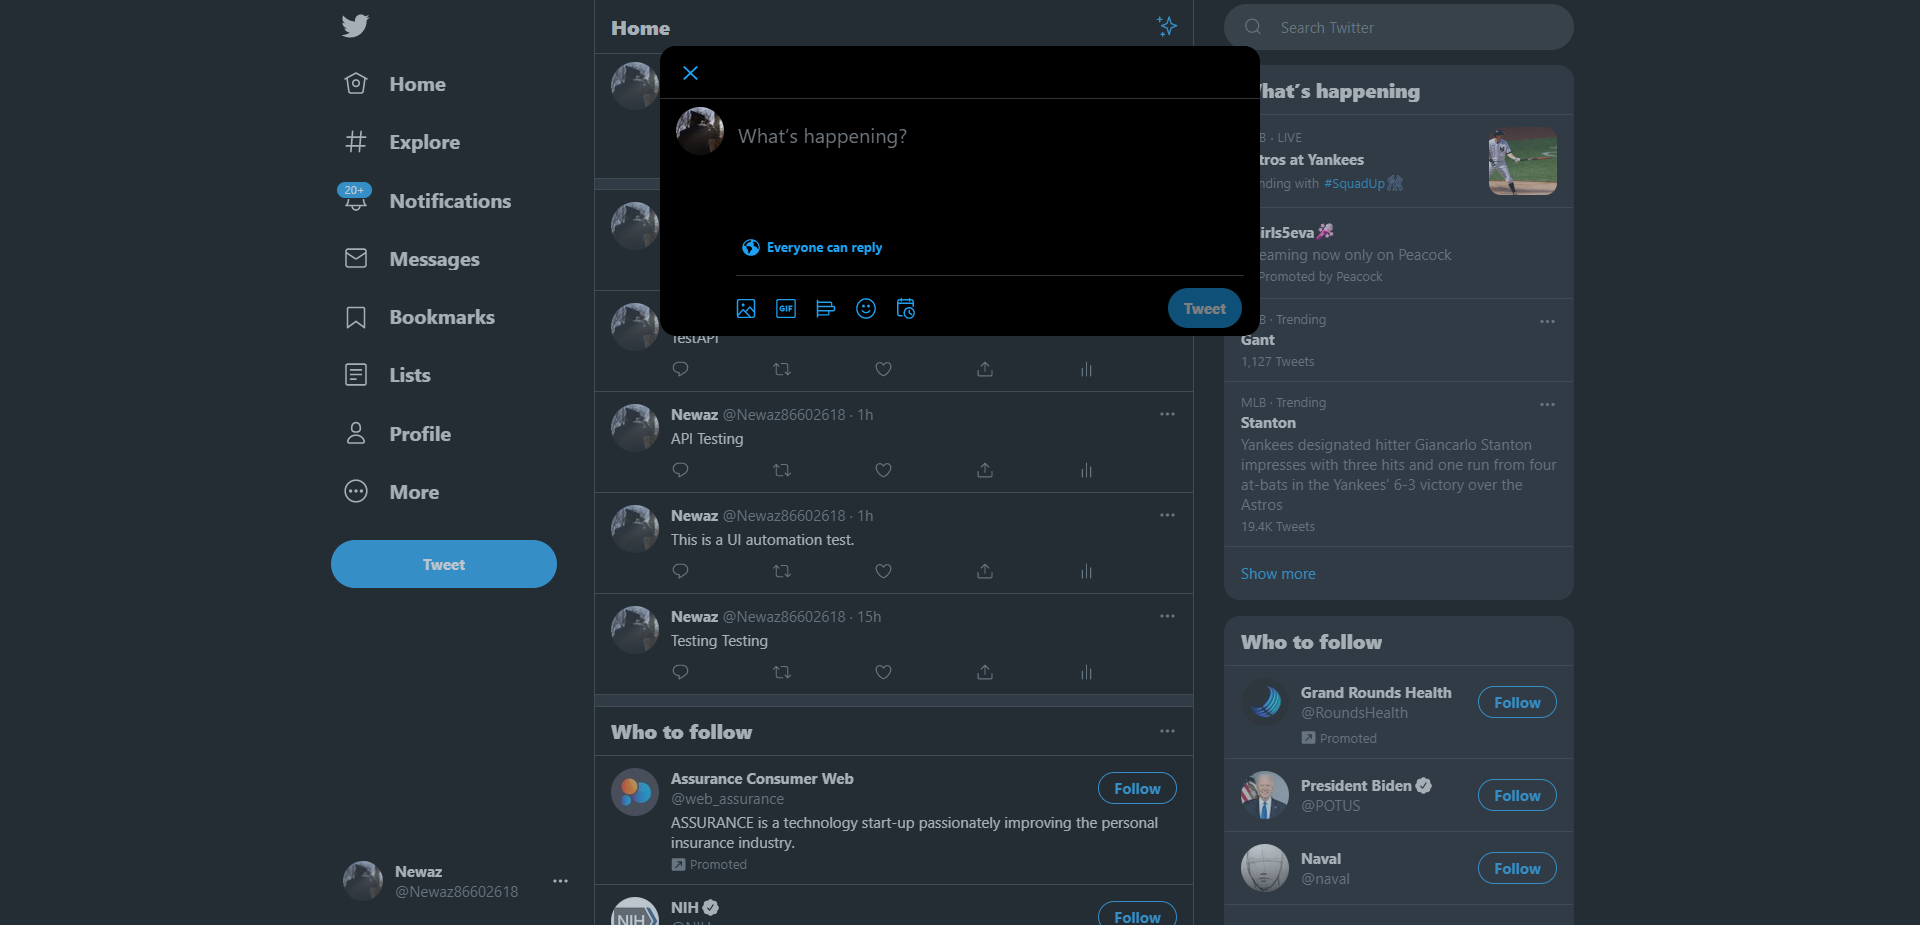 Home
Explore
20+
Notifications
Messages
Bookmarks
Lists
Profile
More
Tweet
Newaz
@Newaz86602618
Home
What's happening?
Everyone can reply
GIF
Tweet
TestAPI
Newaz @Newaz86602618 · 1h
API Testing
Newaz @Newaz86602618 · 1h
This is a UI automation test.
Newaz @Newaz86602618 · 15h
Testing Testing
Who to follow
Assurance Consumer Web
@web_assurance
Follow
ASSURANCE is a technology start-up passionately improving the personal
insurance industry.
Promoted
NIH
NIH
Follow
Search Twitter
hat's happening
B · LIVE
tros at Yankees
nding with #SquadUp
irls5eva
eaming now only on Peacock
Promoted by Peacock
B · Trending
Gant
1,127 Tweets
MLB · Trending
Stanton
Yankees designated hitter Giancarlo Stanton
impresses with three hits and one run from four
at-bats in the Yankees' 6-3 victory over the
Astros
19.4K Tweets
Show more
Who to follow
Grand Rounds Health
@RoundsHealth
Follow
Promoted
President Biden
@POTUS
Follow
Naval
@naval
Follow